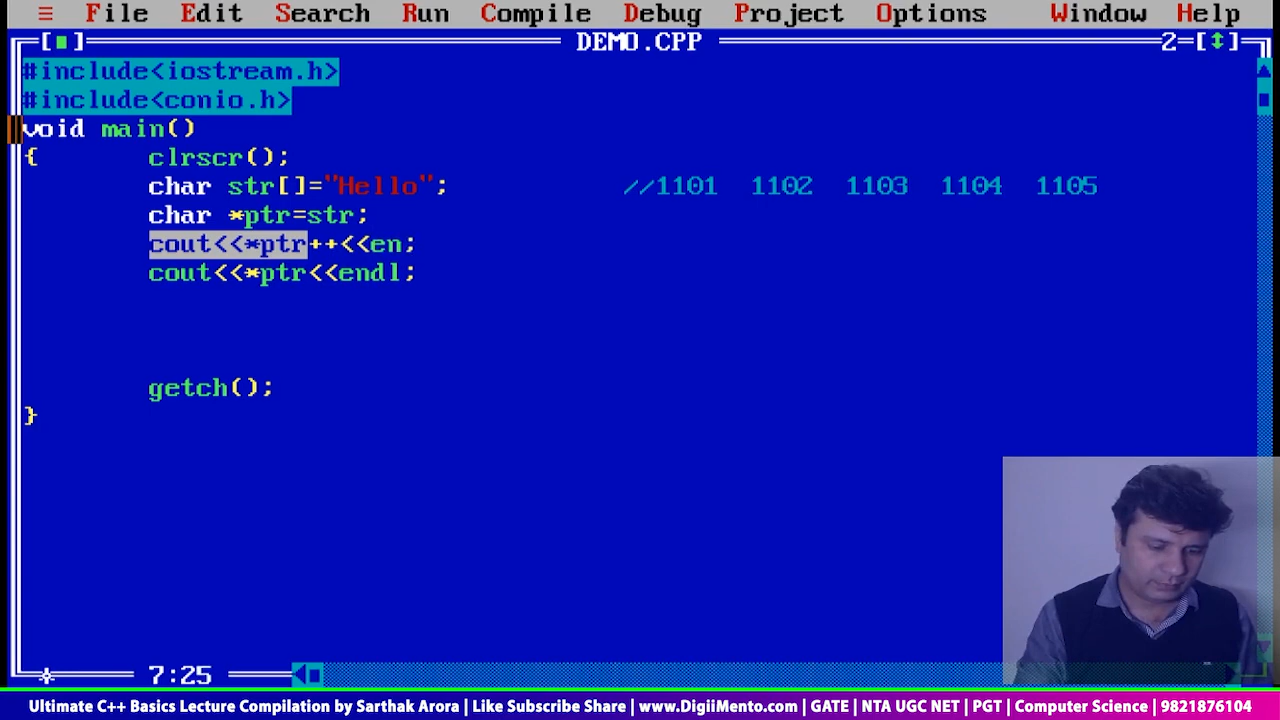 ≡ File Edit Search Run Compile Debug Project Options Window Help
[■] DEMO.CPP 2=[↕]
#include<iostream.h>
#include<conio.h>
void main()
{ clrscr();
char str[]="Hello"; //1101 1102 1103 1104 1105
char *ptr=str;
cout<<*ptr++<<en;
cout<<*ptr<<endl;
getch();
}
7:25
Ultimate C++ Basics Lecture Compilation by Sarthak Arora | Like Subscribe Share | www.DigiiMento.com | GATE | NTA UGC NET | PGT | Computer Science | 9821876104